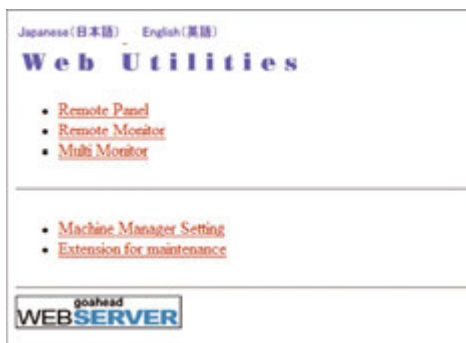 Japanese(日本語) English(英語)
Web Utilities
Remote Panel
Remote Monitor
Multi Monitor
Machine Manager Setting
Extension for maintenance
goahead
WEBSERVER